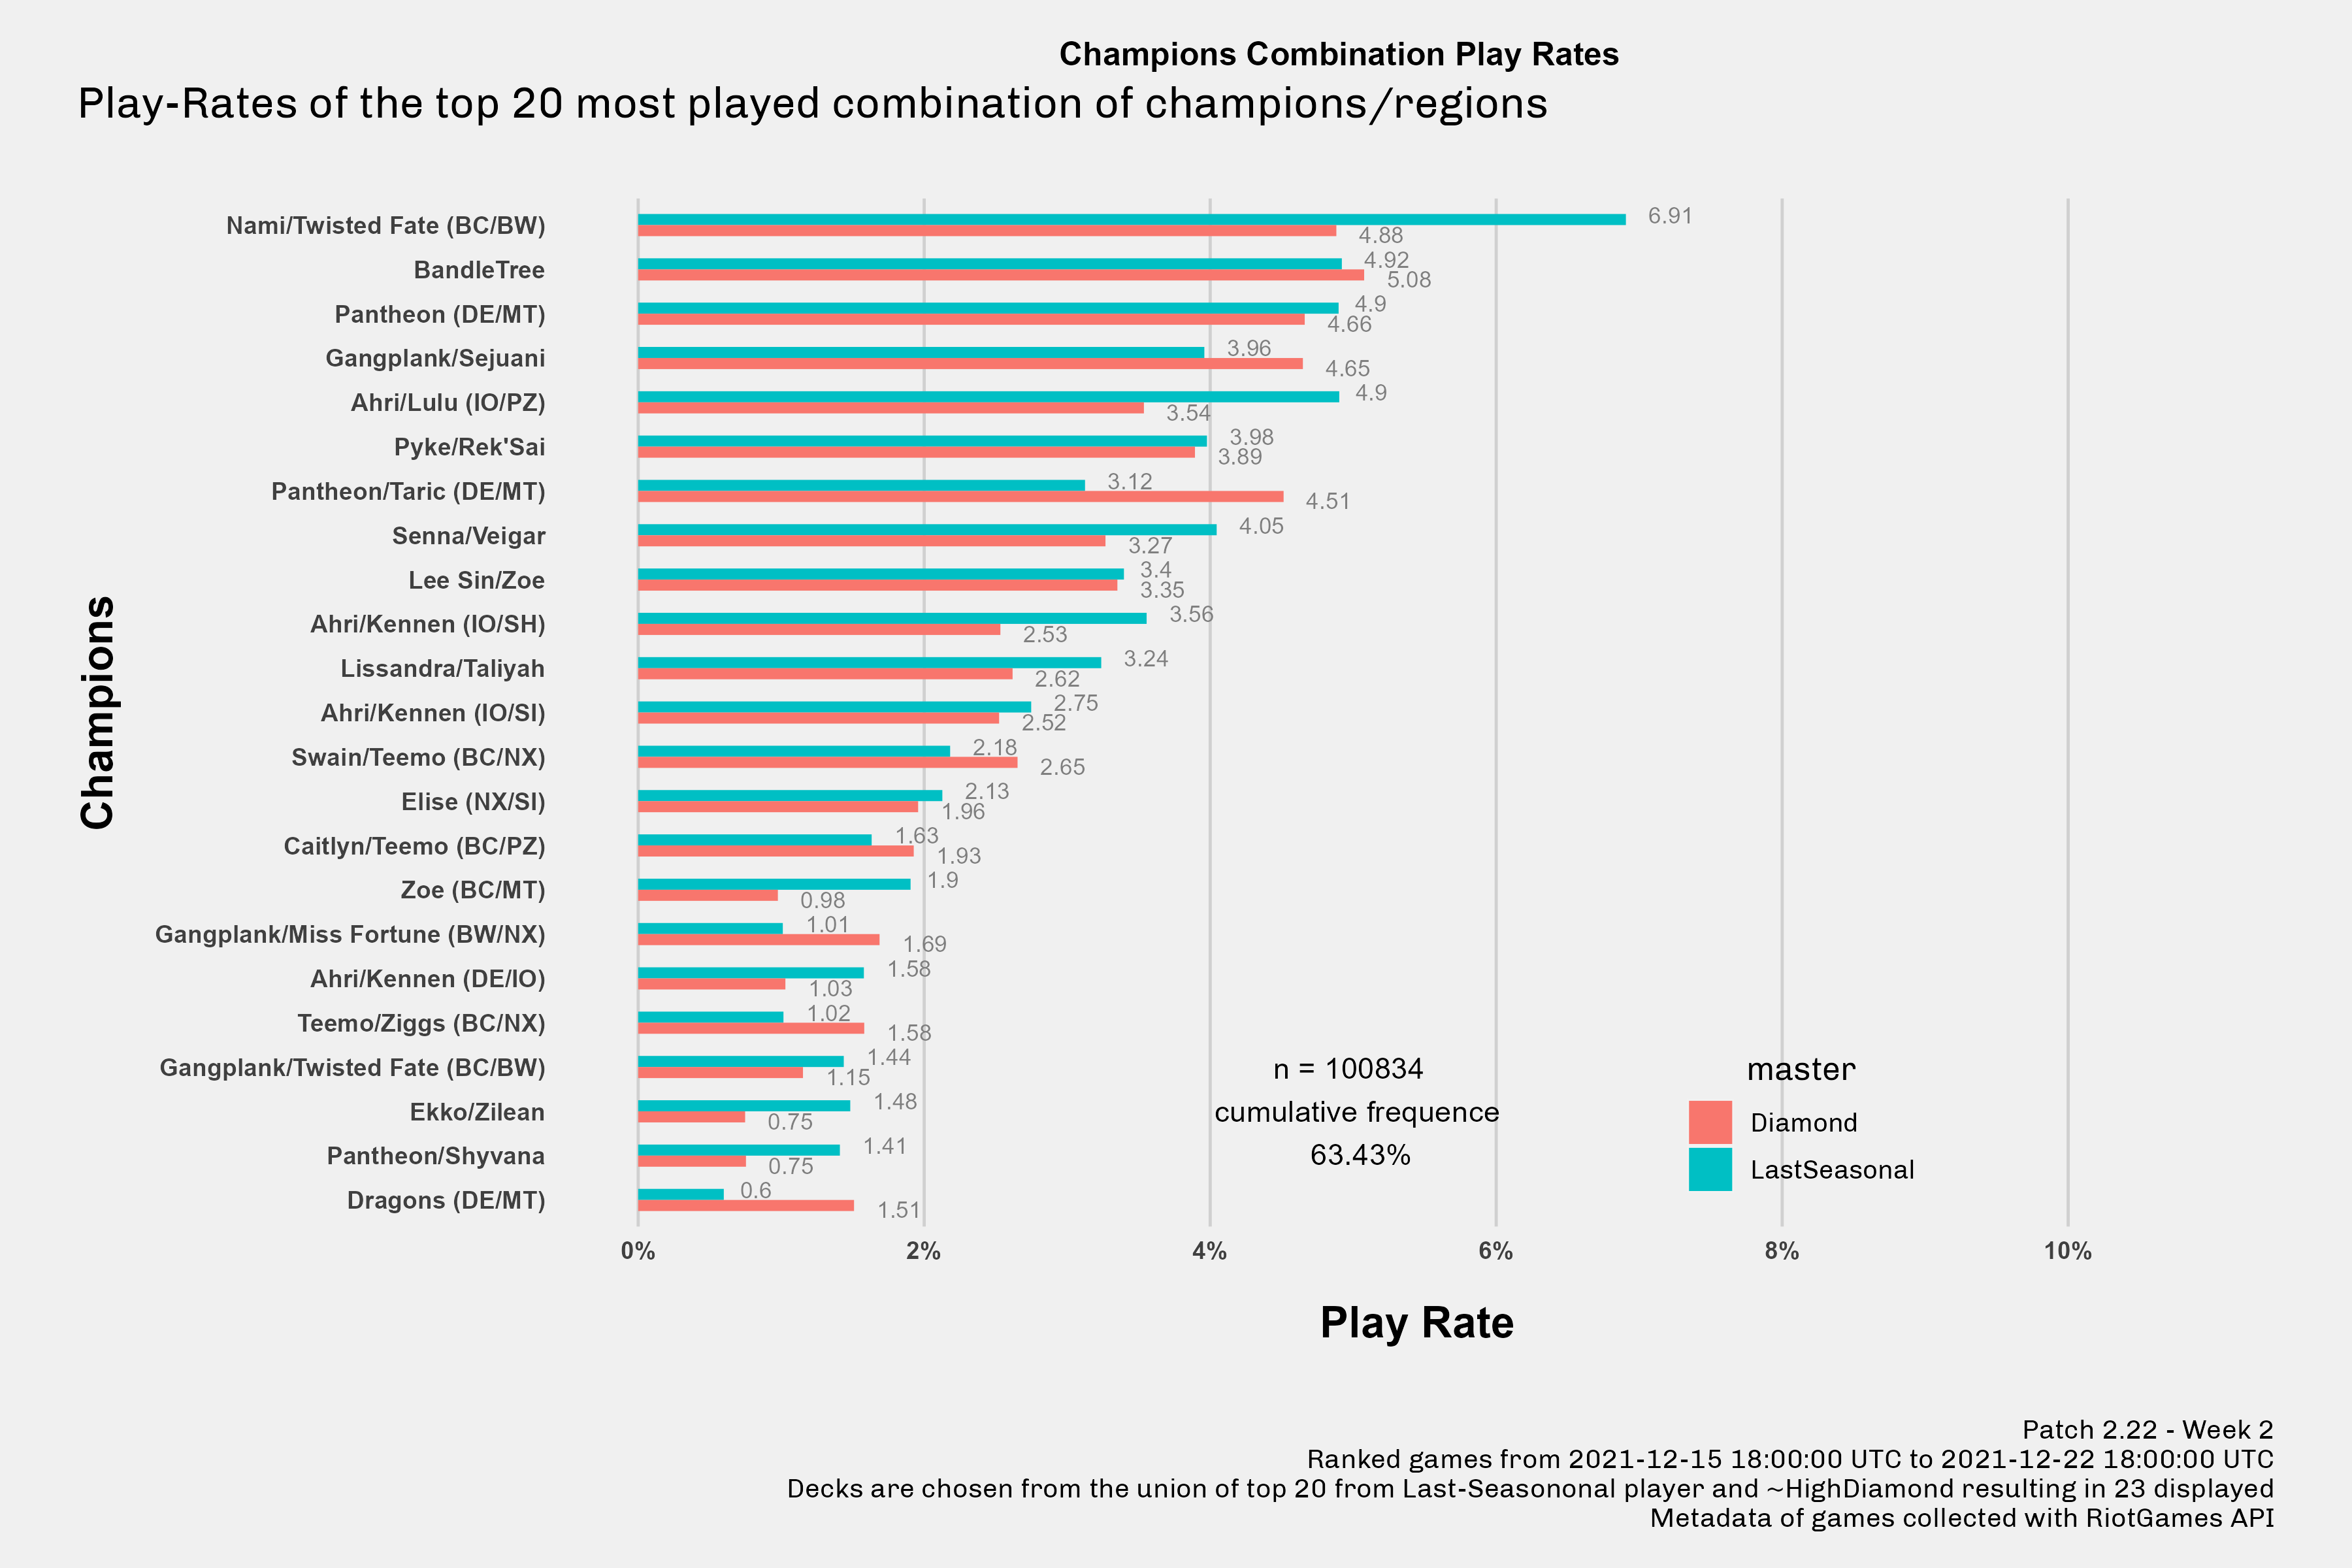 Champions Combination Play Rates
Play-Rates of the top 20 most played combination of champions/regions
Champions
Nami/Twisted Fate (BC/BW) 6.91 4.88
BandleTree 4.92 5.08
Pantheon (DE/MT) 4.9 4.66
Gangplank/Sejuani 3.96 4.65
Ahri/Lulu (IO/PZ) 4.9 3.54
Pyke/Rek'Sai 3.98 3.89
Pantheon/Taric (DE/MT) 3.12 4.51
Senna/Veigar 4.05 3.27
Lee Sin/Zoe 3.4 3.35
Ahri/Kennen (IO/SH) 3.56 2.53
Lissandra/Taliyah 3.24 2.62
Ahri/Kennen (IO/SI) 2.75 2.52
Swain/Teemo (BC/NX) 2.18 2.65
Elise (NX/SI) 2.13 1.96
Caitlyn/Teemo (BC/PZ) 1.63 1.93
Zoe (BC/MT) 1.9 0.98
Gangplank/Miss Fortune (BW/NX) 1.01 1.69
Ahri/Kennen (DE/IO) 1.58 1.03
Teemo/Ziggs (BC/NX) 1.02 1.58
Gangplank/Twisted Fate (BC/BW) 1.44 1.15
Ekko/Zilean 1.48 0.75
Pantheon/Shyvana 1.41 0.75
Dragons (DE/MT) 0.6 1.51
n = 100834
cumulative frequence
63.43%
master
Diamond
LastSeasonal
0% 2% 4% 6% 8% 10%
Play Rate
Patch 2.22 - Week 2
Ranked games from 2021-12-15 18:00:00 UTC to 2021-12-22 18:00:00 UTC
Decks are chosen from the union of top 20 from Last-Seasononal player and ~HighDiamond resulting in 23 displayed
Metadata of games collected with RiotGames API